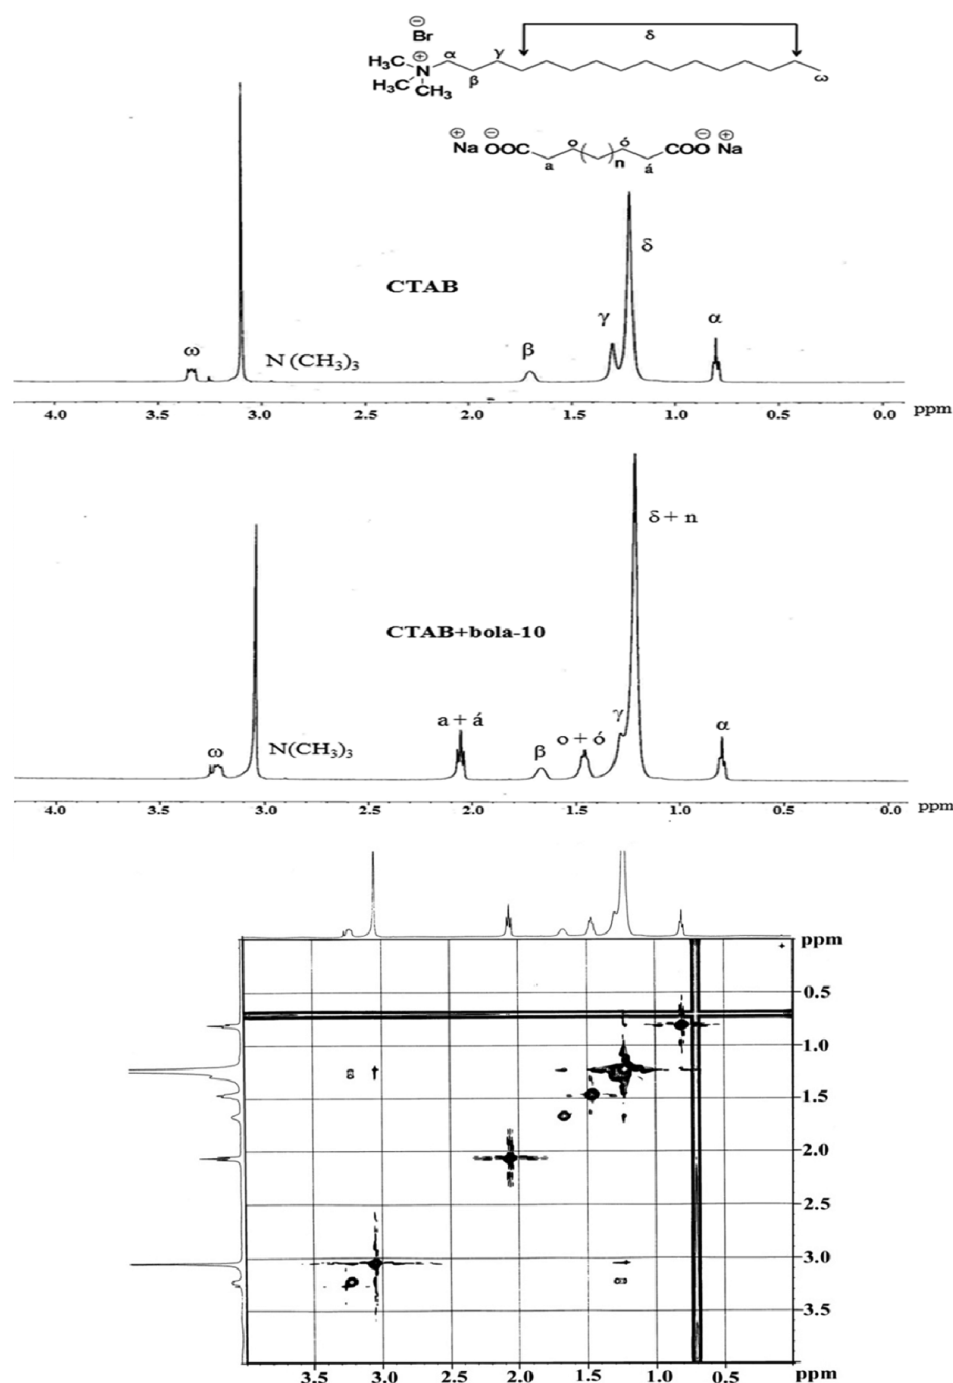 δ
⊖
Br
H₃C ⊕ α γ
N
H₃C CH₃ β ω
⊕ ⊖ ⊖ ⊕
Na OOC o ( ) ó COO Na
a n á
δ
CTAB
ω N(CH₃)₃ β γ α
4.0 3.5 3.0 2.5 2.0 1.5 1.0 0.5 0.0 ppm
δ + n
CTAB+bola-10
ω N(CH₃)₃ a + á β o + ó γ α
4.0 3.5 3.0 2.5 2.0 1.5 1.0 0.5 0.0 ppm
ppm
0.5
1.0
1.5
2.0
2.5
3.0
3.5
3.5 3.0 2.5 2.0 1.5 1.0 0.5 ppm